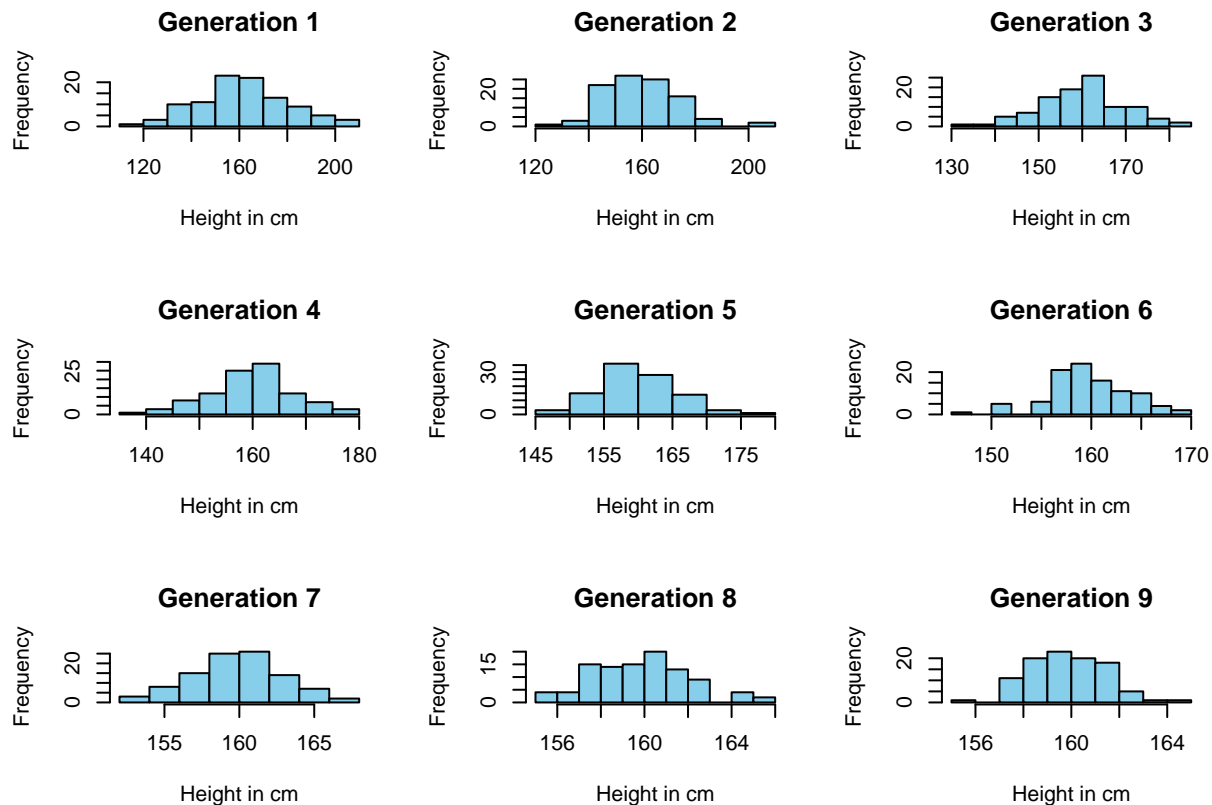 Generation 1
Frequency
0 20
120 160 200
Height in cm
Generation 2
Frequency
0 20
120 160 200
Height in cm
Generation 3
Frequency
0 20
130 150 170
Height in cm
Generation 4
Frequency
0 25
140 160 180
Height in cm
Generation 5
Frequency
0 30
145 155 165 175
Height in cm
Generation 6
Frequency
0 20
150 160 170
Height in cm
Generation 7
Frequency
0 20
155 160 165
Height in cm
Generation 8
Frequency
0 15
156 160 164
Height in cm
Generation 9
Frequency
0 20
156 160 164
Height in cm